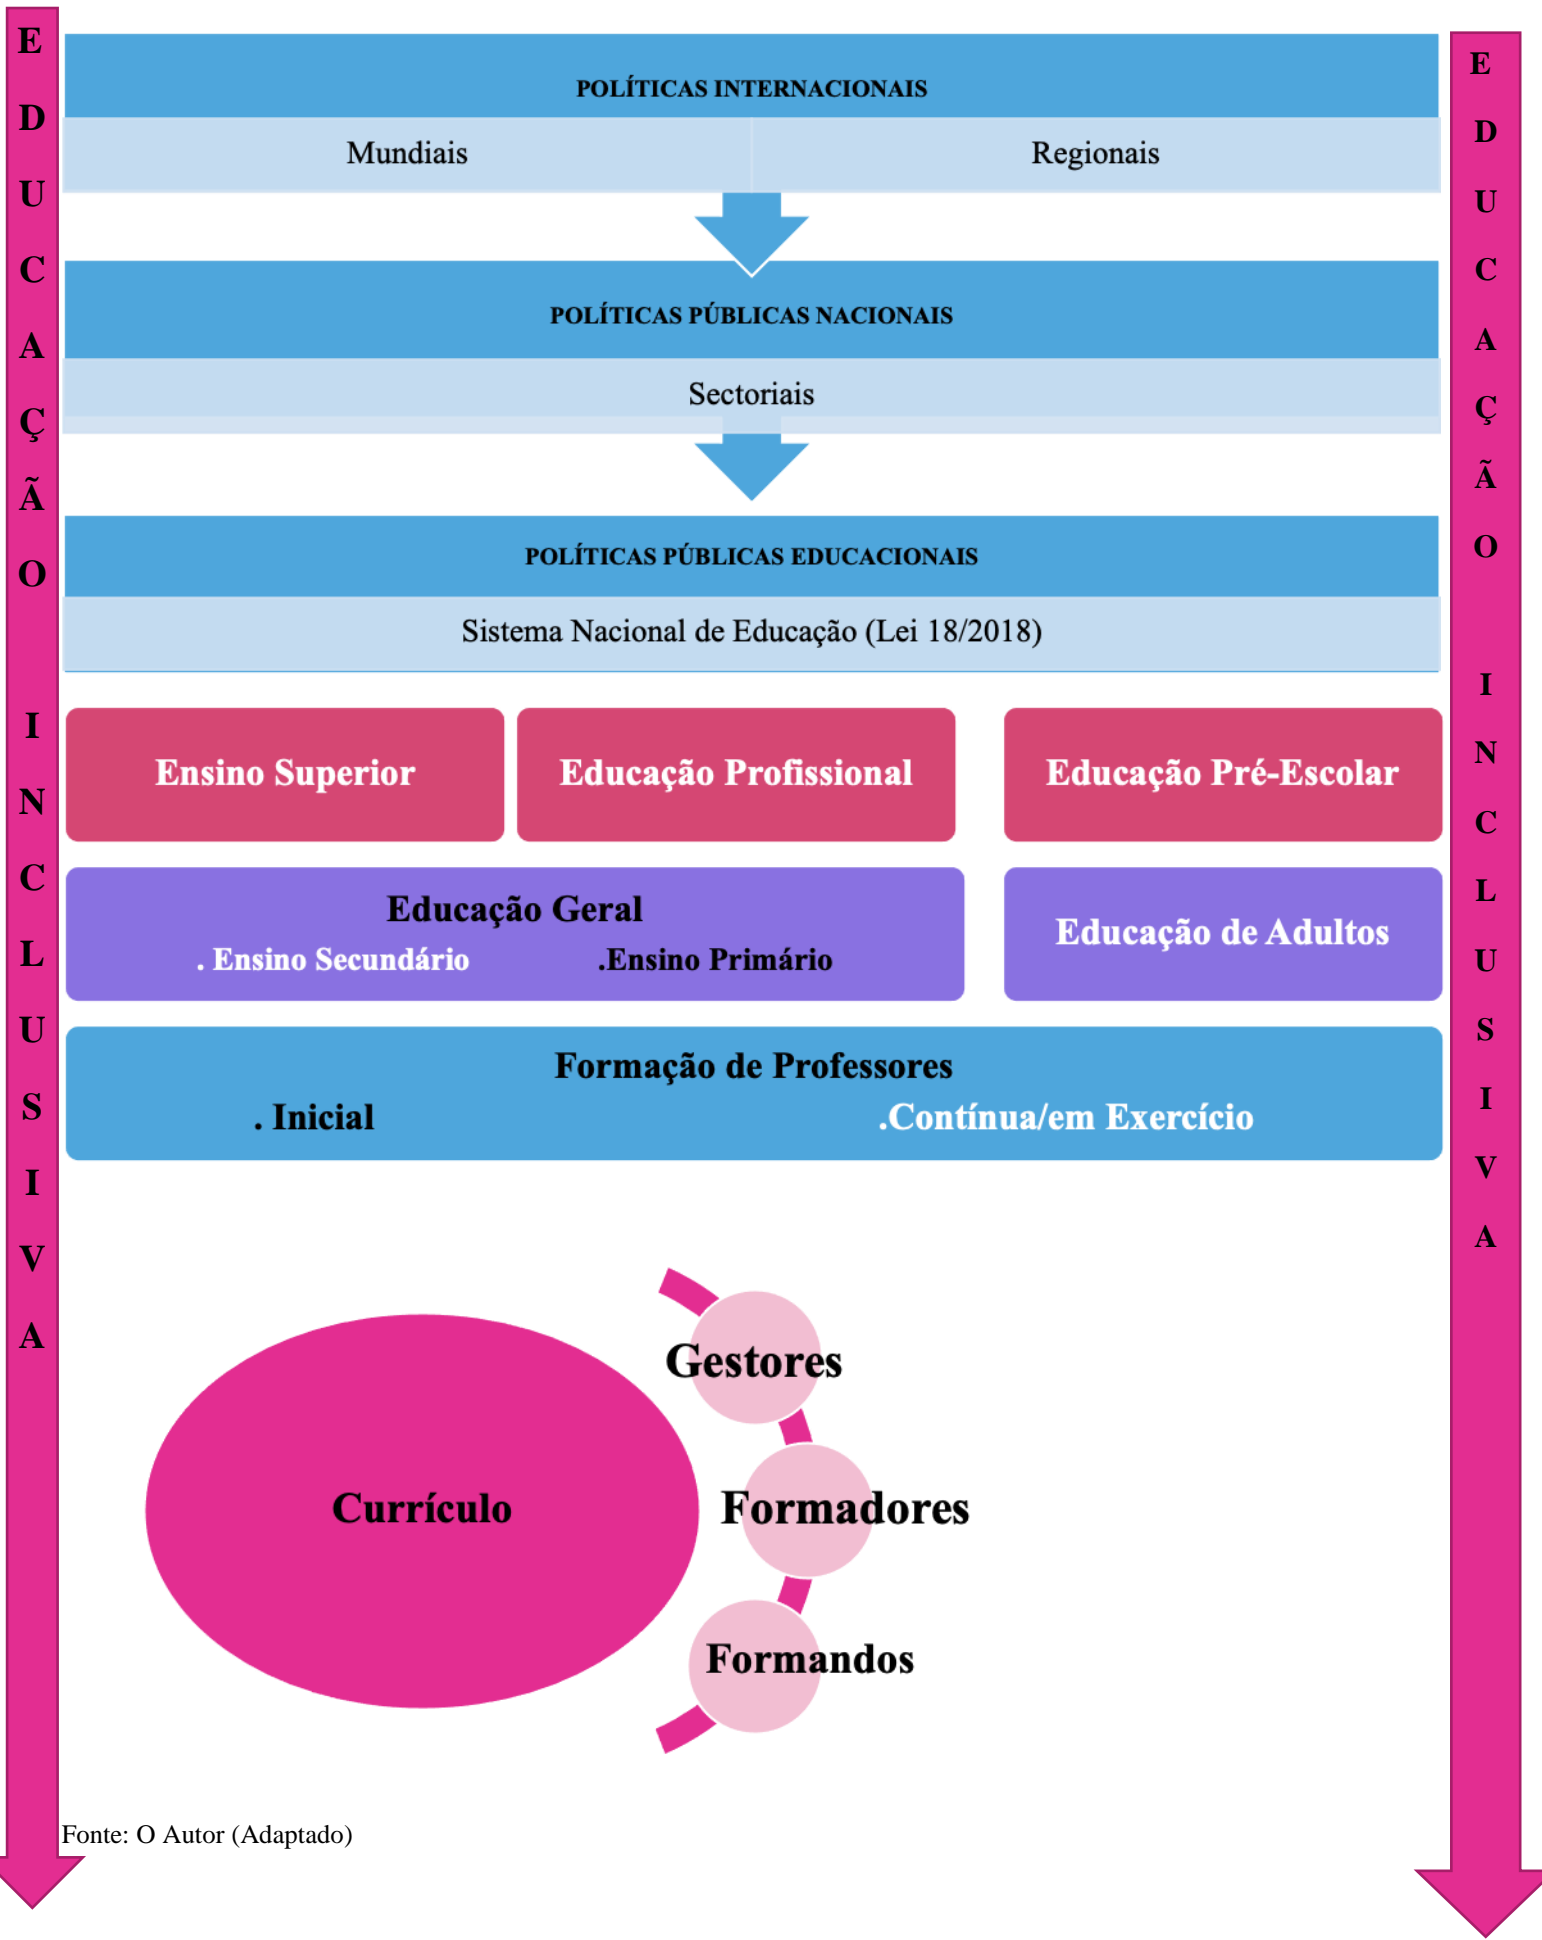 EDUCAÇÃO INCLUSIVA
POLÍTICAS INTERNACIONAIS
Mundiais
Regionais
POLÍTICAS PÚBLICAS NACIONAIS
Sectoriais
POLÍTICAS PÚBLICAS EDUCACIONAIS
Sistema Nacional de Educação (Lei 18/2018)
Ensino Superior
Educação Profissional
Educação Pré-Escolar
Educação Geral
. Ensino Secundário
.Ensino Primário
Educação de Adultos
Formação de Professores
. Inicial
.Contínua/em Exercício
Gestores
Currículo
Formadores
Formandos
Fonte: O Autor (Adaptado)
EDUCAÇÃO INCLUSIVA